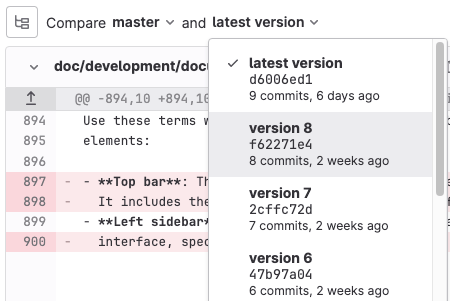 Compare master and latest version
doc/development/docu
latest version
d6006ed1
9 commits, 6 days ago
@@ -894,10 +894,10
version 8
f62271e4
8 commits, 2 weeks ago
894 Use these terms w
895 elements:
896
version 7
2cffc72d
7 commits, 2 weeks ago
897 - - **Top bar**: Th
898 - It includes the
899 - **Left sidebar*
900 - interface, spec
version 6
47b97a04
6 commits, 2 weeks ago